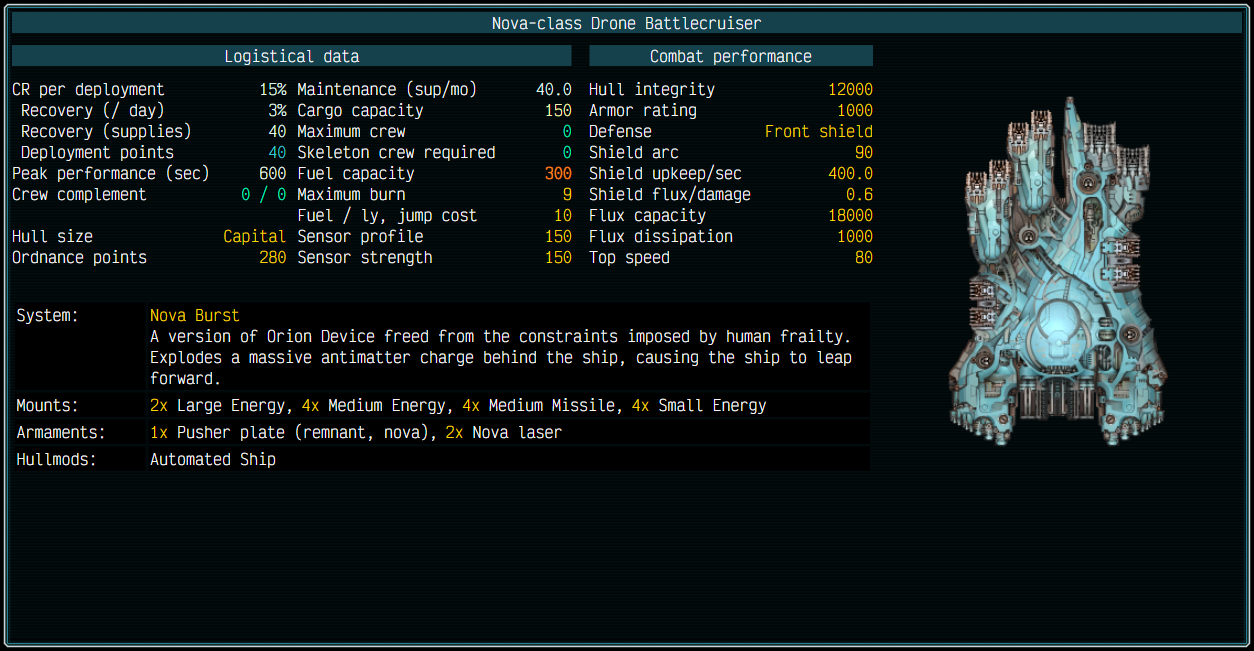 Nova-class Drone Battlecruiser
Logistical data
CR per deployment 15% Maintenance (sup/mo) 40.0
Recovery (/ day) 3% Cargo capacity 150
Recovery (supplies) 40 Maximum crew 0
Deployment points 40 Skeleton crew required 0
Peak performance (sec) 600 Fuel capacity 300
Crew complement 0 / 0 Maximum burn 9
Fuel / ly, jump cost 10
Hull size Capital Sensor profile 150
Ordnance points 280 Sensor strength 150
Combat performance
Hull integrity 12000
Armor rating 1000
Defense Front shield
Shield arc 90
Shield upkeep/sec 400.0
Shield flux/damage 0.6
Flux capacity 18000
Flux dissipation 1000
Top speed 80
System: Nova Burst
A version of Orion Device freed from the constraints imposed by human frailty.
Explodes a massive antimatter charge behind the ship, causing the ship to leap
forward.
Mounts: 2x Large Energy, 4x Medium Energy, 4x Medium Missile, 4x Small Energy
Armaments: 1x Pusher plate (remnant, nova), 2x Nova laser
Hullmods: Automated Ship